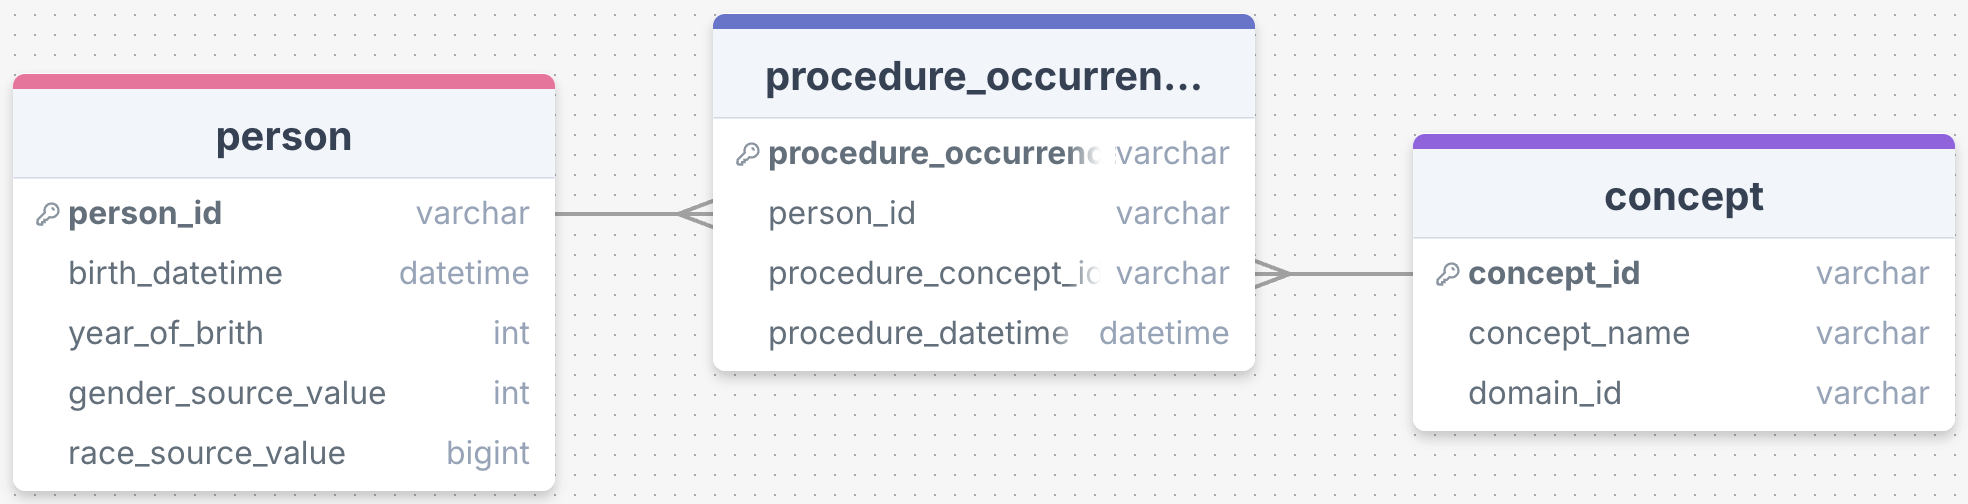 person
person_id varchar
birth_datetime datetime
year_of_brith int
gender_source_value int
race_source_value bigint
procedure_occurren...
procedure_occurrenc varchar
person_id varchar
procedure_concept_id varchar
procedure_datetime datetime
concept
concept_id varchar
concept_name varchar
domain_id varchar